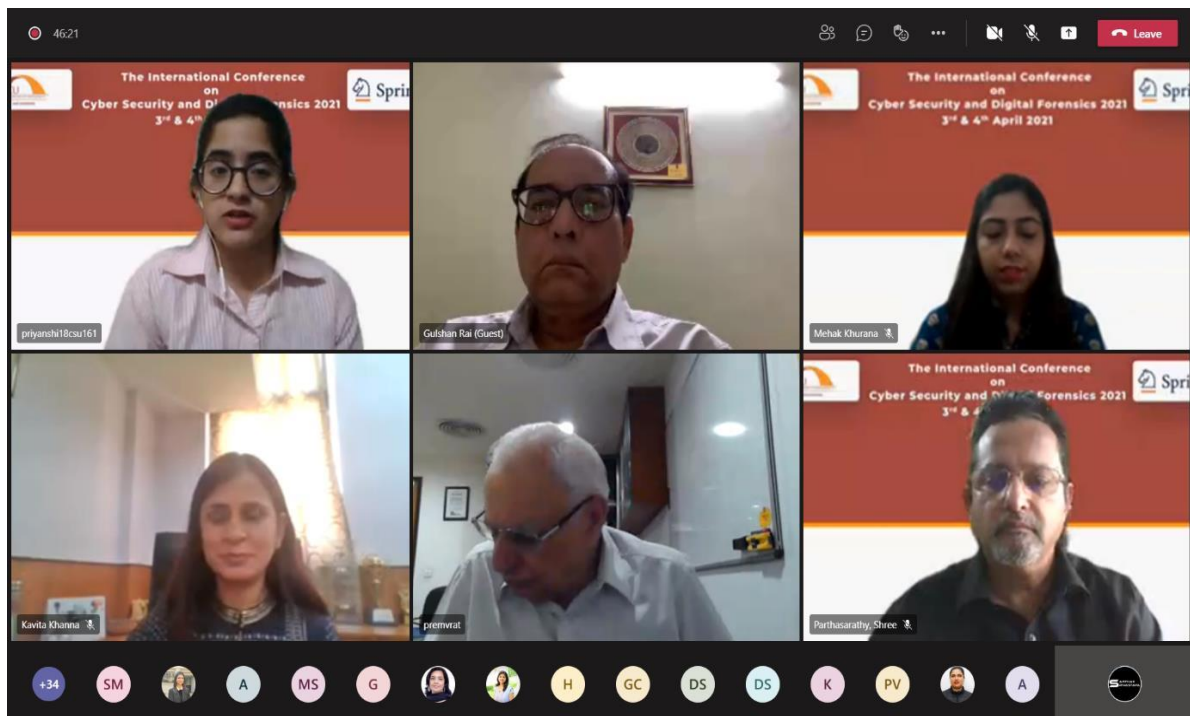 46:21
Leave
The International Conference
on
Cyber Security and Forensics 2021
3rd & 4th
Sprin
priyanshi18csu161
Gulshan Rai (Guest)
The International Conference
on
Cyber Security and Digital Forensics 2021
3rd & 4th April 2021
Spri
Mehak Khurana
Kavita Khanna
premvrat
The International Conference
on
Cyber Security and Forensics 2021
3rd & 4
Spri
Parthasarathy, Shree
+34
SM
A
MS
G
H
GC
DS
DS
K
PV
A